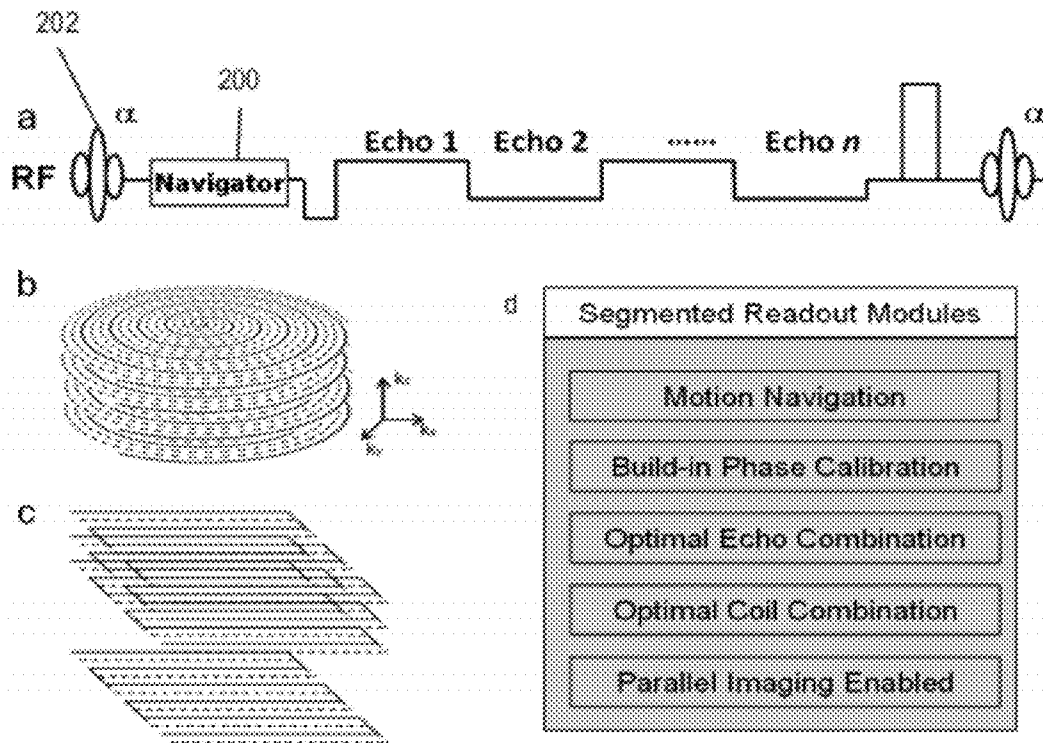 202
200
a
α
α
RF
Navigator
Echo 1
Echo 2
......
Echo n
b
c
d
Segmented Readout Modules
Motion Navigation
Build-in Phase Calibration
Optimal Echo Combination
Optimal Coil Combination
Parallel Imaging Enabled